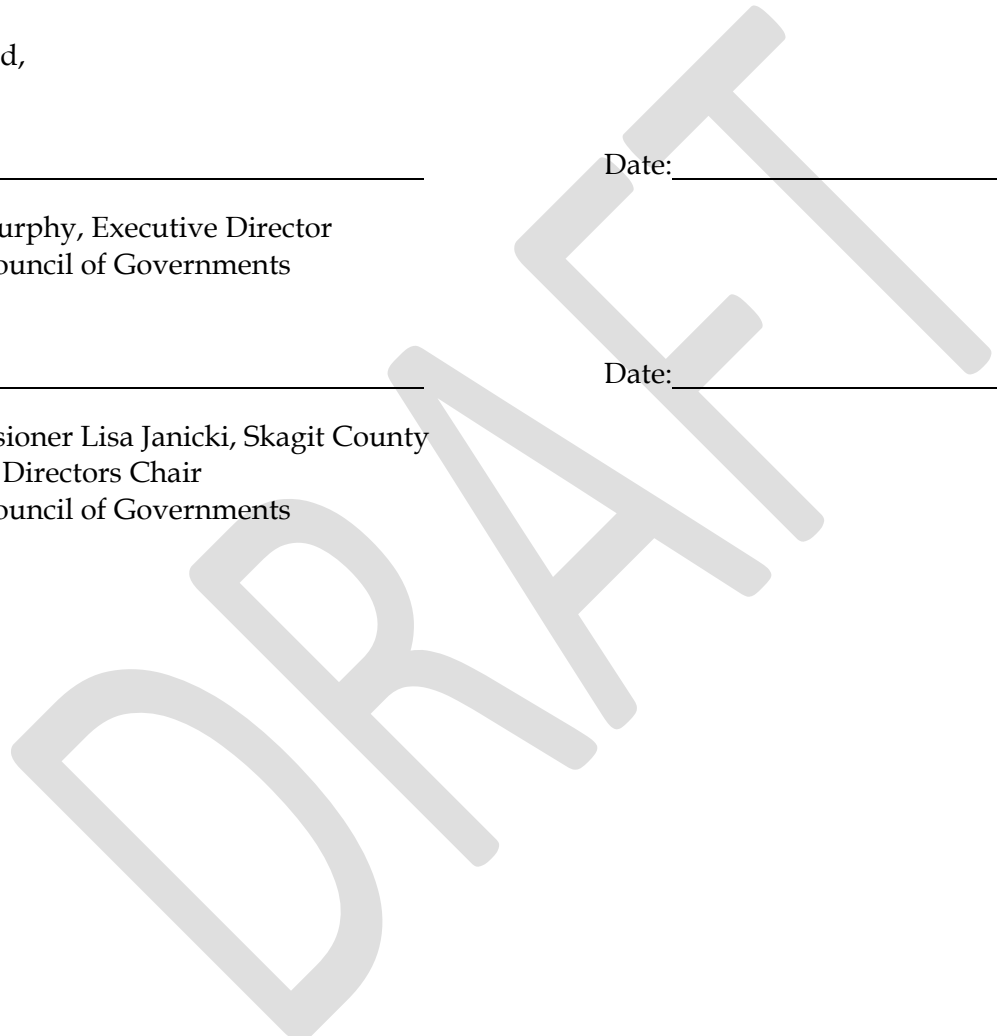 d,
Date:
urphy, Executive Director
ouncil of Governments
Date:
sioner Lisa Janicki, Skagit County
Directors Chair
ouncil of Governments
DRAFT